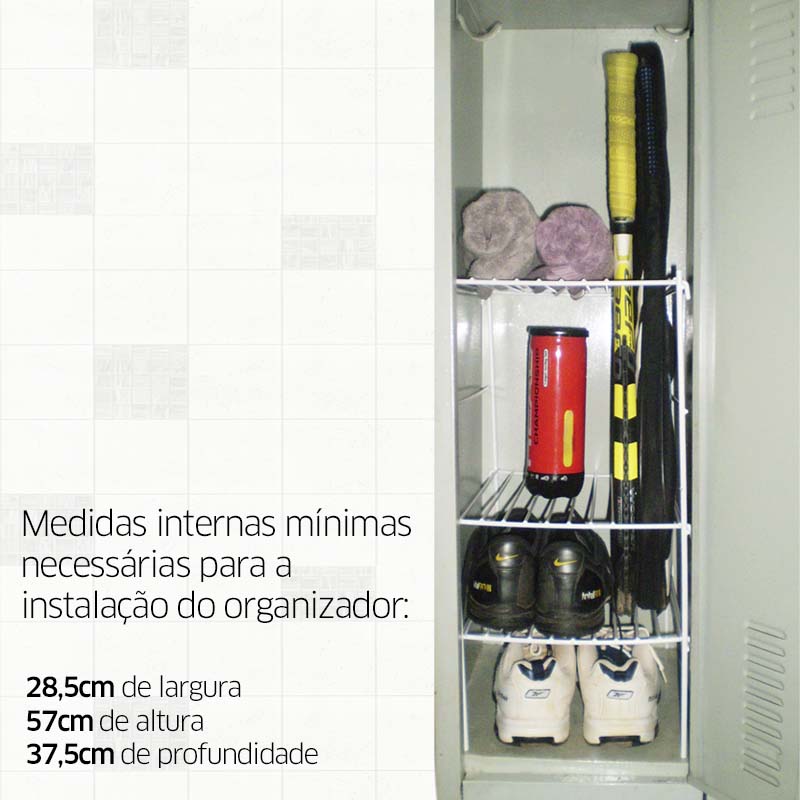 Medidas internas mínimas
necessárias para a
instalação do organizador:
28,5cm de largura
57cm de altura
37,5cm de profundidade
CHAMPIONSHIP